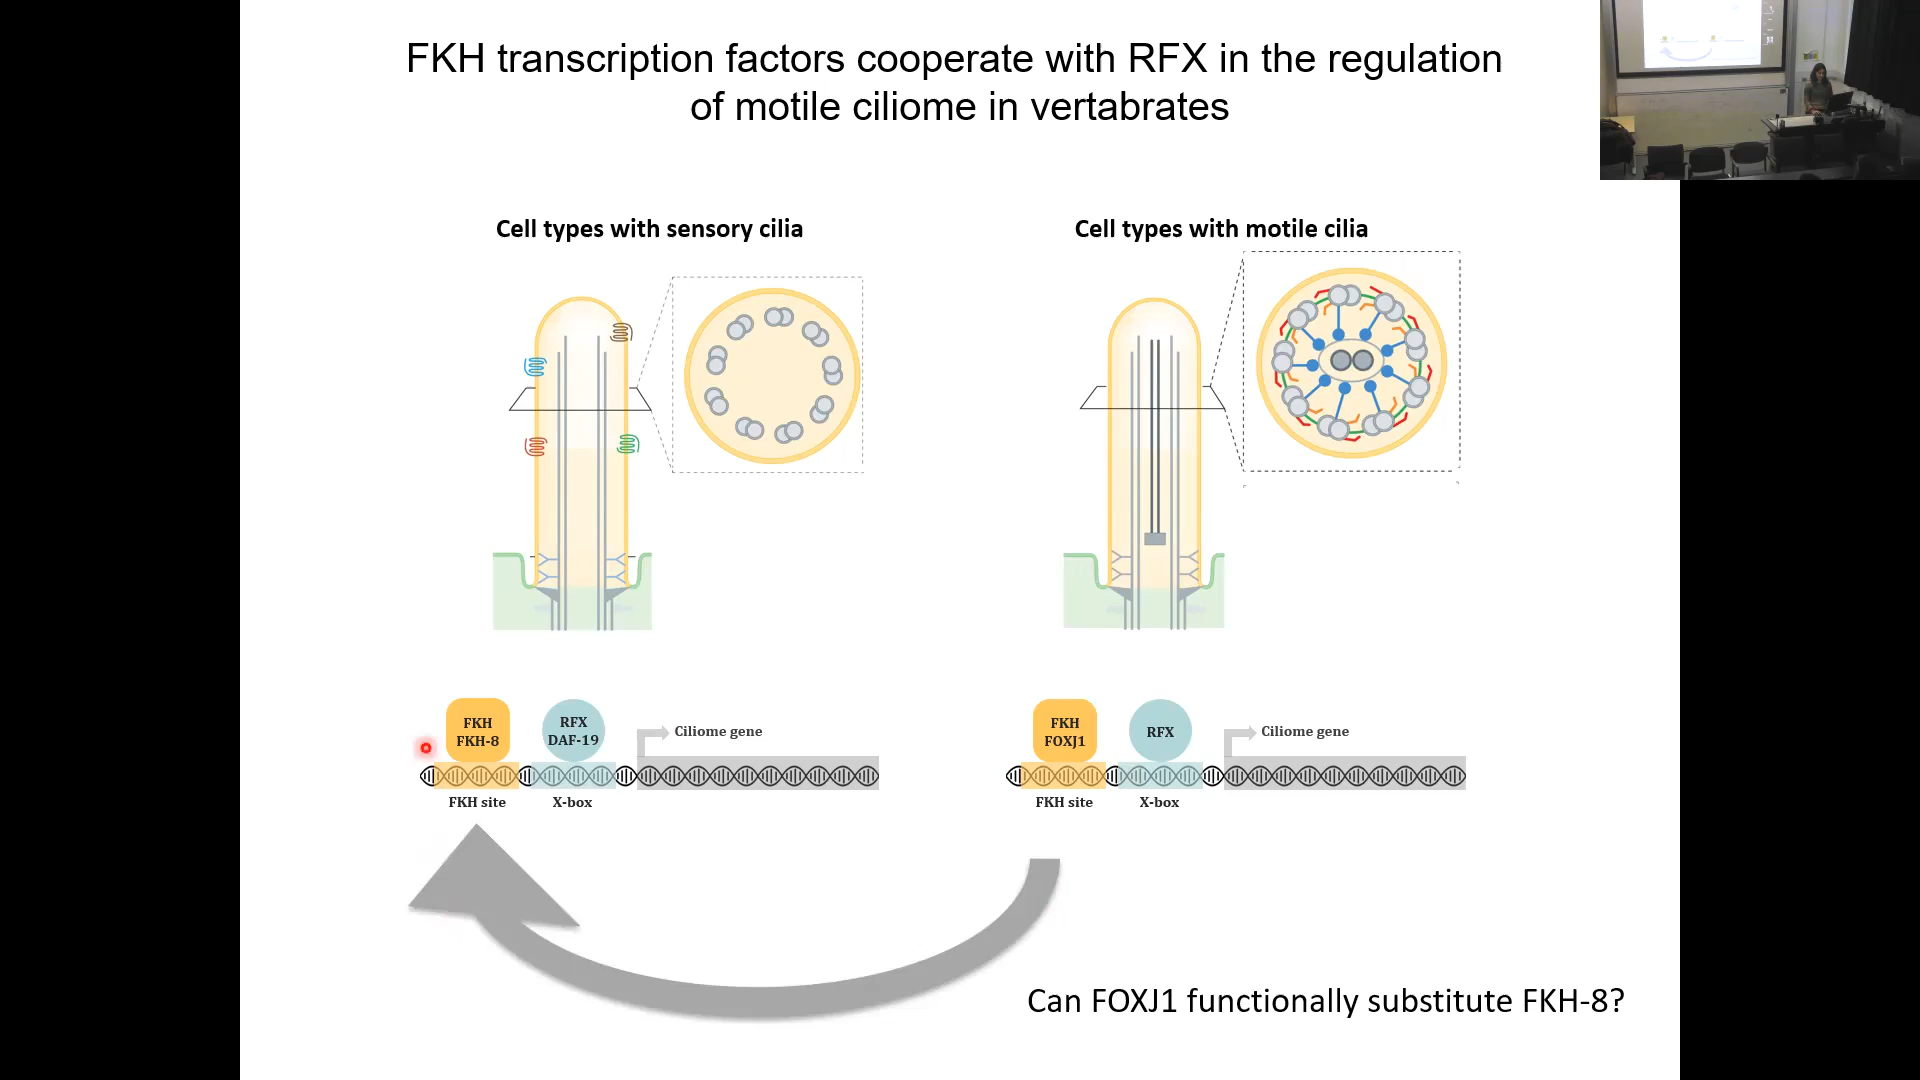 FKH transcription factors cooperate with RFX in the regulation
of motile ciliome in vertabrates
Cell types with sensory cilia
Cell types with motile cilia
FKH
FKH-8
RFX
DAF-19
Ciliome gene
FKH site
X-box
FKH
FOXJ1
RFX
Ciliome gene
FKH site
X-box
Can FOXJ1 functionally substitute FKH-8?